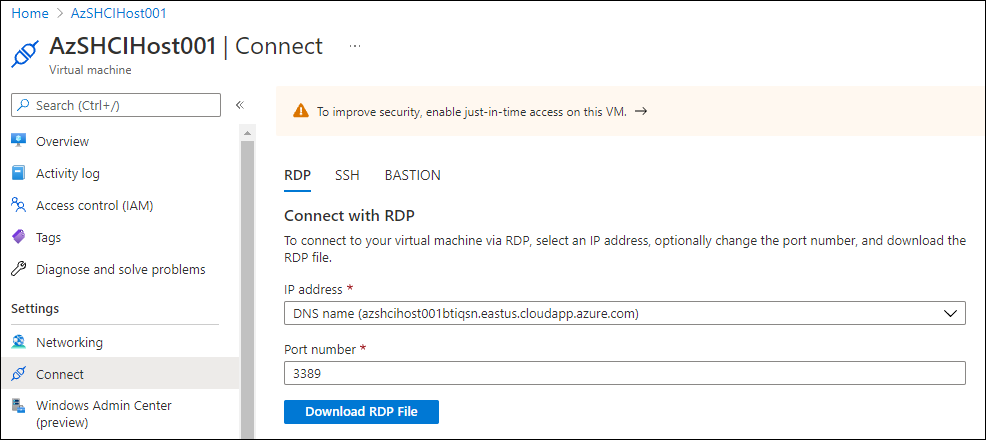 Home > AzSHCIHost001
AzSHCIHost001 | Connect ...
Virtual machine
Search (Ctrl+/)
«
Overview
Activity log
Access control (IAM)
Tags
Diagnose and solve problems
Settings
Networking
Connect
Windows Admin Center
(preview)
To improve security, enable just-in-time access on this VM. →
RDP SSH BASTION
Connect with RDP
To connect to your virtual machine via RDP, select an IP address, optionally change the port number, and download the
RDP file.
IP address *
DNS name (azshcihost001btiqsn.eastus.cloudapp.azure.com)
Port number *
3389
Download RDP File